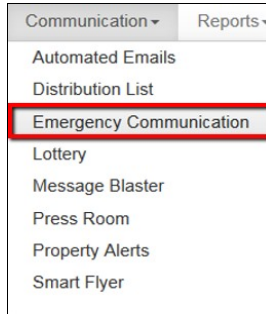 Communication Reports
Automated Emails
Distribution List
Emergency Communication
Lottery
Message Blaster
Press Room
Property Alerts
Smart Flyer